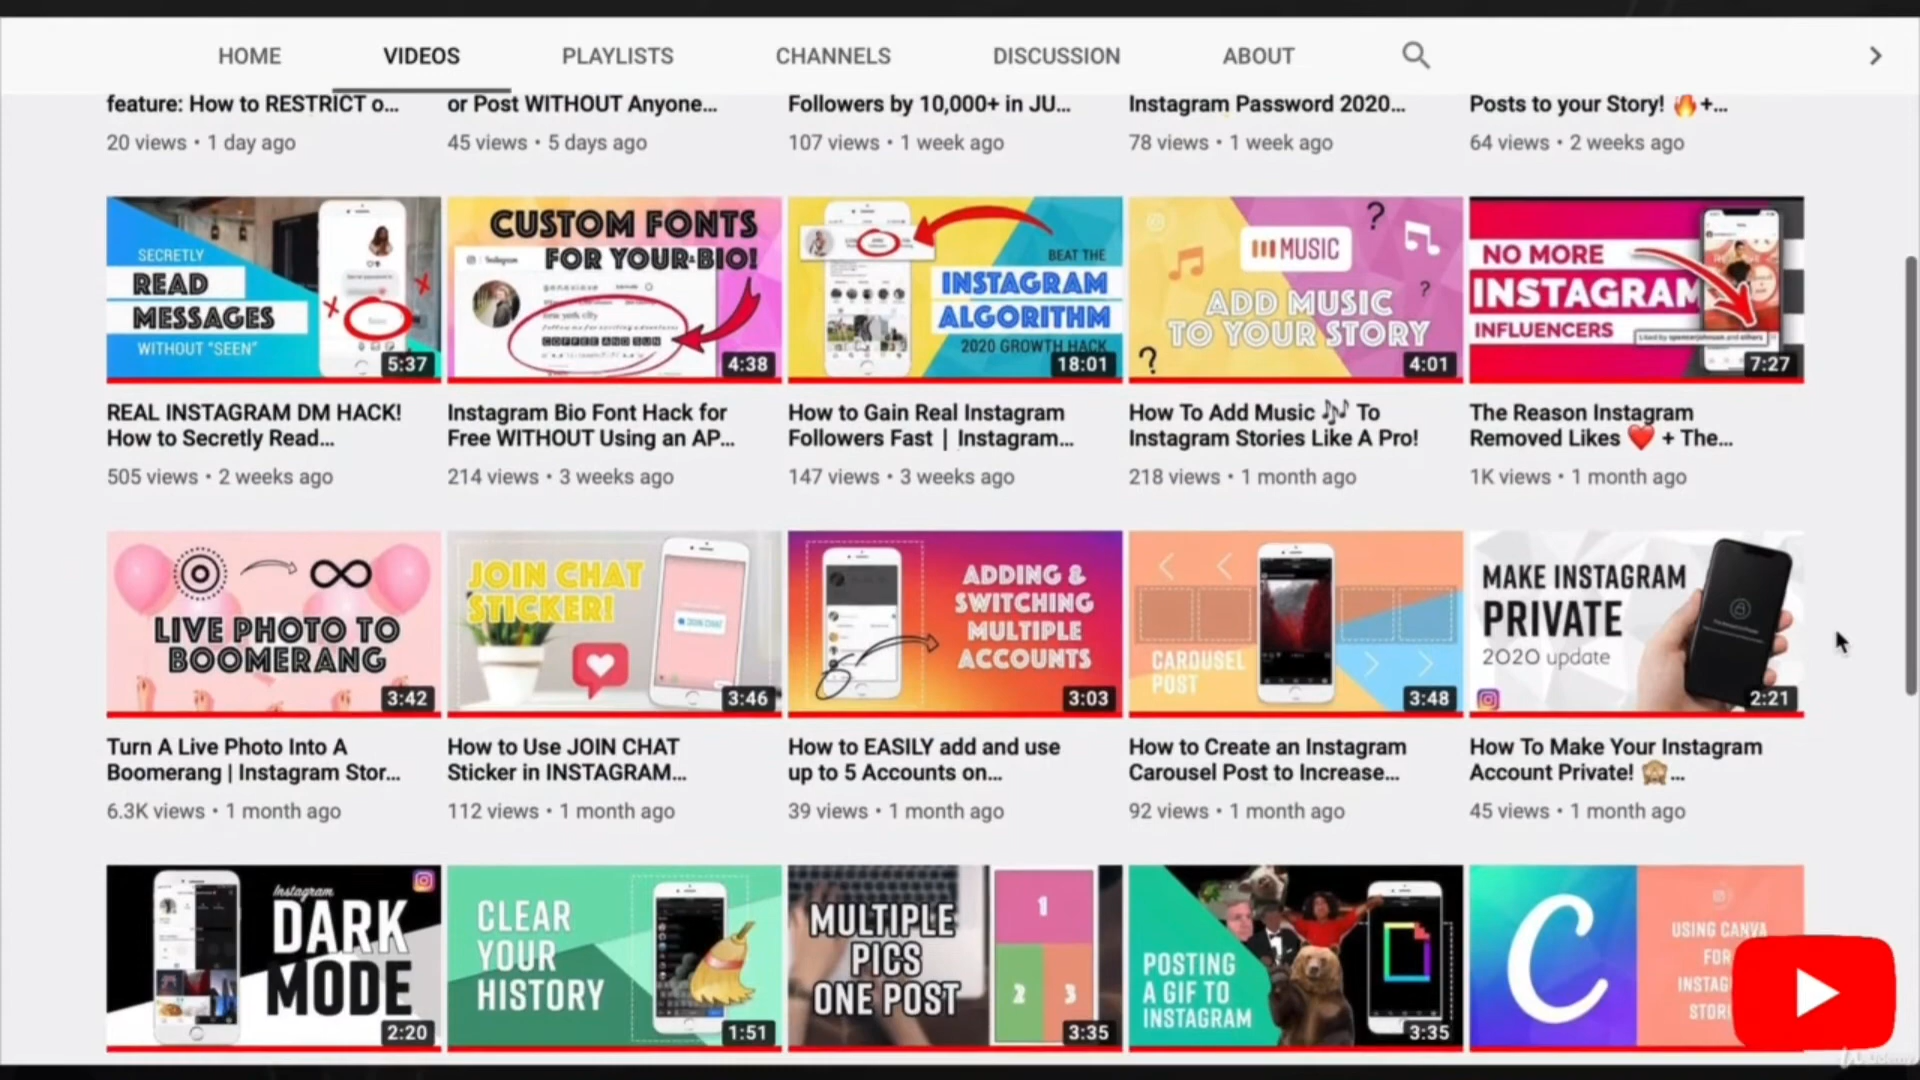 HOME VIDEOS PLAYLISTS CHANNELS DISCUSSION ABOUT
feature: How to RESTRICT o...
20 views • 1 day ago
or Post WITHOUT Anyone...
45 views • 5 days ago
Followers by 10,000+ in JU...
107 views • 1 week ago
Instagram Password 2020...
78 views • 1 week ago
Posts to your Story! 🔥+...
64 views • 2 weeks ago
SECRETLY
READ
MESSAGES
WITHOUT "SEEN"
5:37
REAL INSTAGRAM DM HACK!
How to Secretly Read...
505 views • 2 weeks ago
CUSTOM FONTS
FOR YOUR BIO!
Instagram
new york city
COFFEE AND SUN
4:38
Instagram Bio Font Hack for
Free WITHOUT Using an AP...
214 views • 3 weeks ago
BEAT THE
INSTAGRAM
ALGORITHM
2020 GROWTH HACK
18:01
How to Gain Real Instagram
Followers Fast | Instagram...
147 views • 3 weeks ago
MUSIC
ADD MUSIC
TO YOUR STORY
4:01
How To Add Music 🎶 To
Instagram Stories Like A Pro!
218 views • 1 month ago
NO MORE
INSTAGRAM
INFLUENCERS
7:27
The Reason Instagram
Removed Likes ❤️ + The...
1K views • 1 month ago
LIVE PHOTO TO
BOOMERANG
3:42
Turn A Live Photo Into A
Boomerang | Instagram Stor...
6.3K views • 1 month ago
JOIN CHAT
STICKER!
JOIN CHAT
3:46
How to Use JOIN CHAT
Sticker in INSTAGRAM...
112 views • 1 month ago
ADDING &
SWITCHING
MULTIPLE
ACCOUNTS
3:03
How to EASILY add and use
up to 5 Accounts on...
39 views • 1 month ago
CAROUSEL
POST
3:48
How to Create an Instagram
Carousel Post to Increase...
92 views • 1 month ago
MAKE INSTAGRAM
PRIVATE
2020 update
2:21
How To Make Your Instagram
Account Private! 🙈...
45 views • 1 month ago
Instagram
DARK
MODE
2:20
CLEAR
YOUR
HISTORY
1:51
MULTIPLE
PICS
ONE POST
1
2 3
3:35
POSTING
A GIF TO
INSTAGRAM
3:35
C
USING CANVA
FOR
INSTAG
STORI